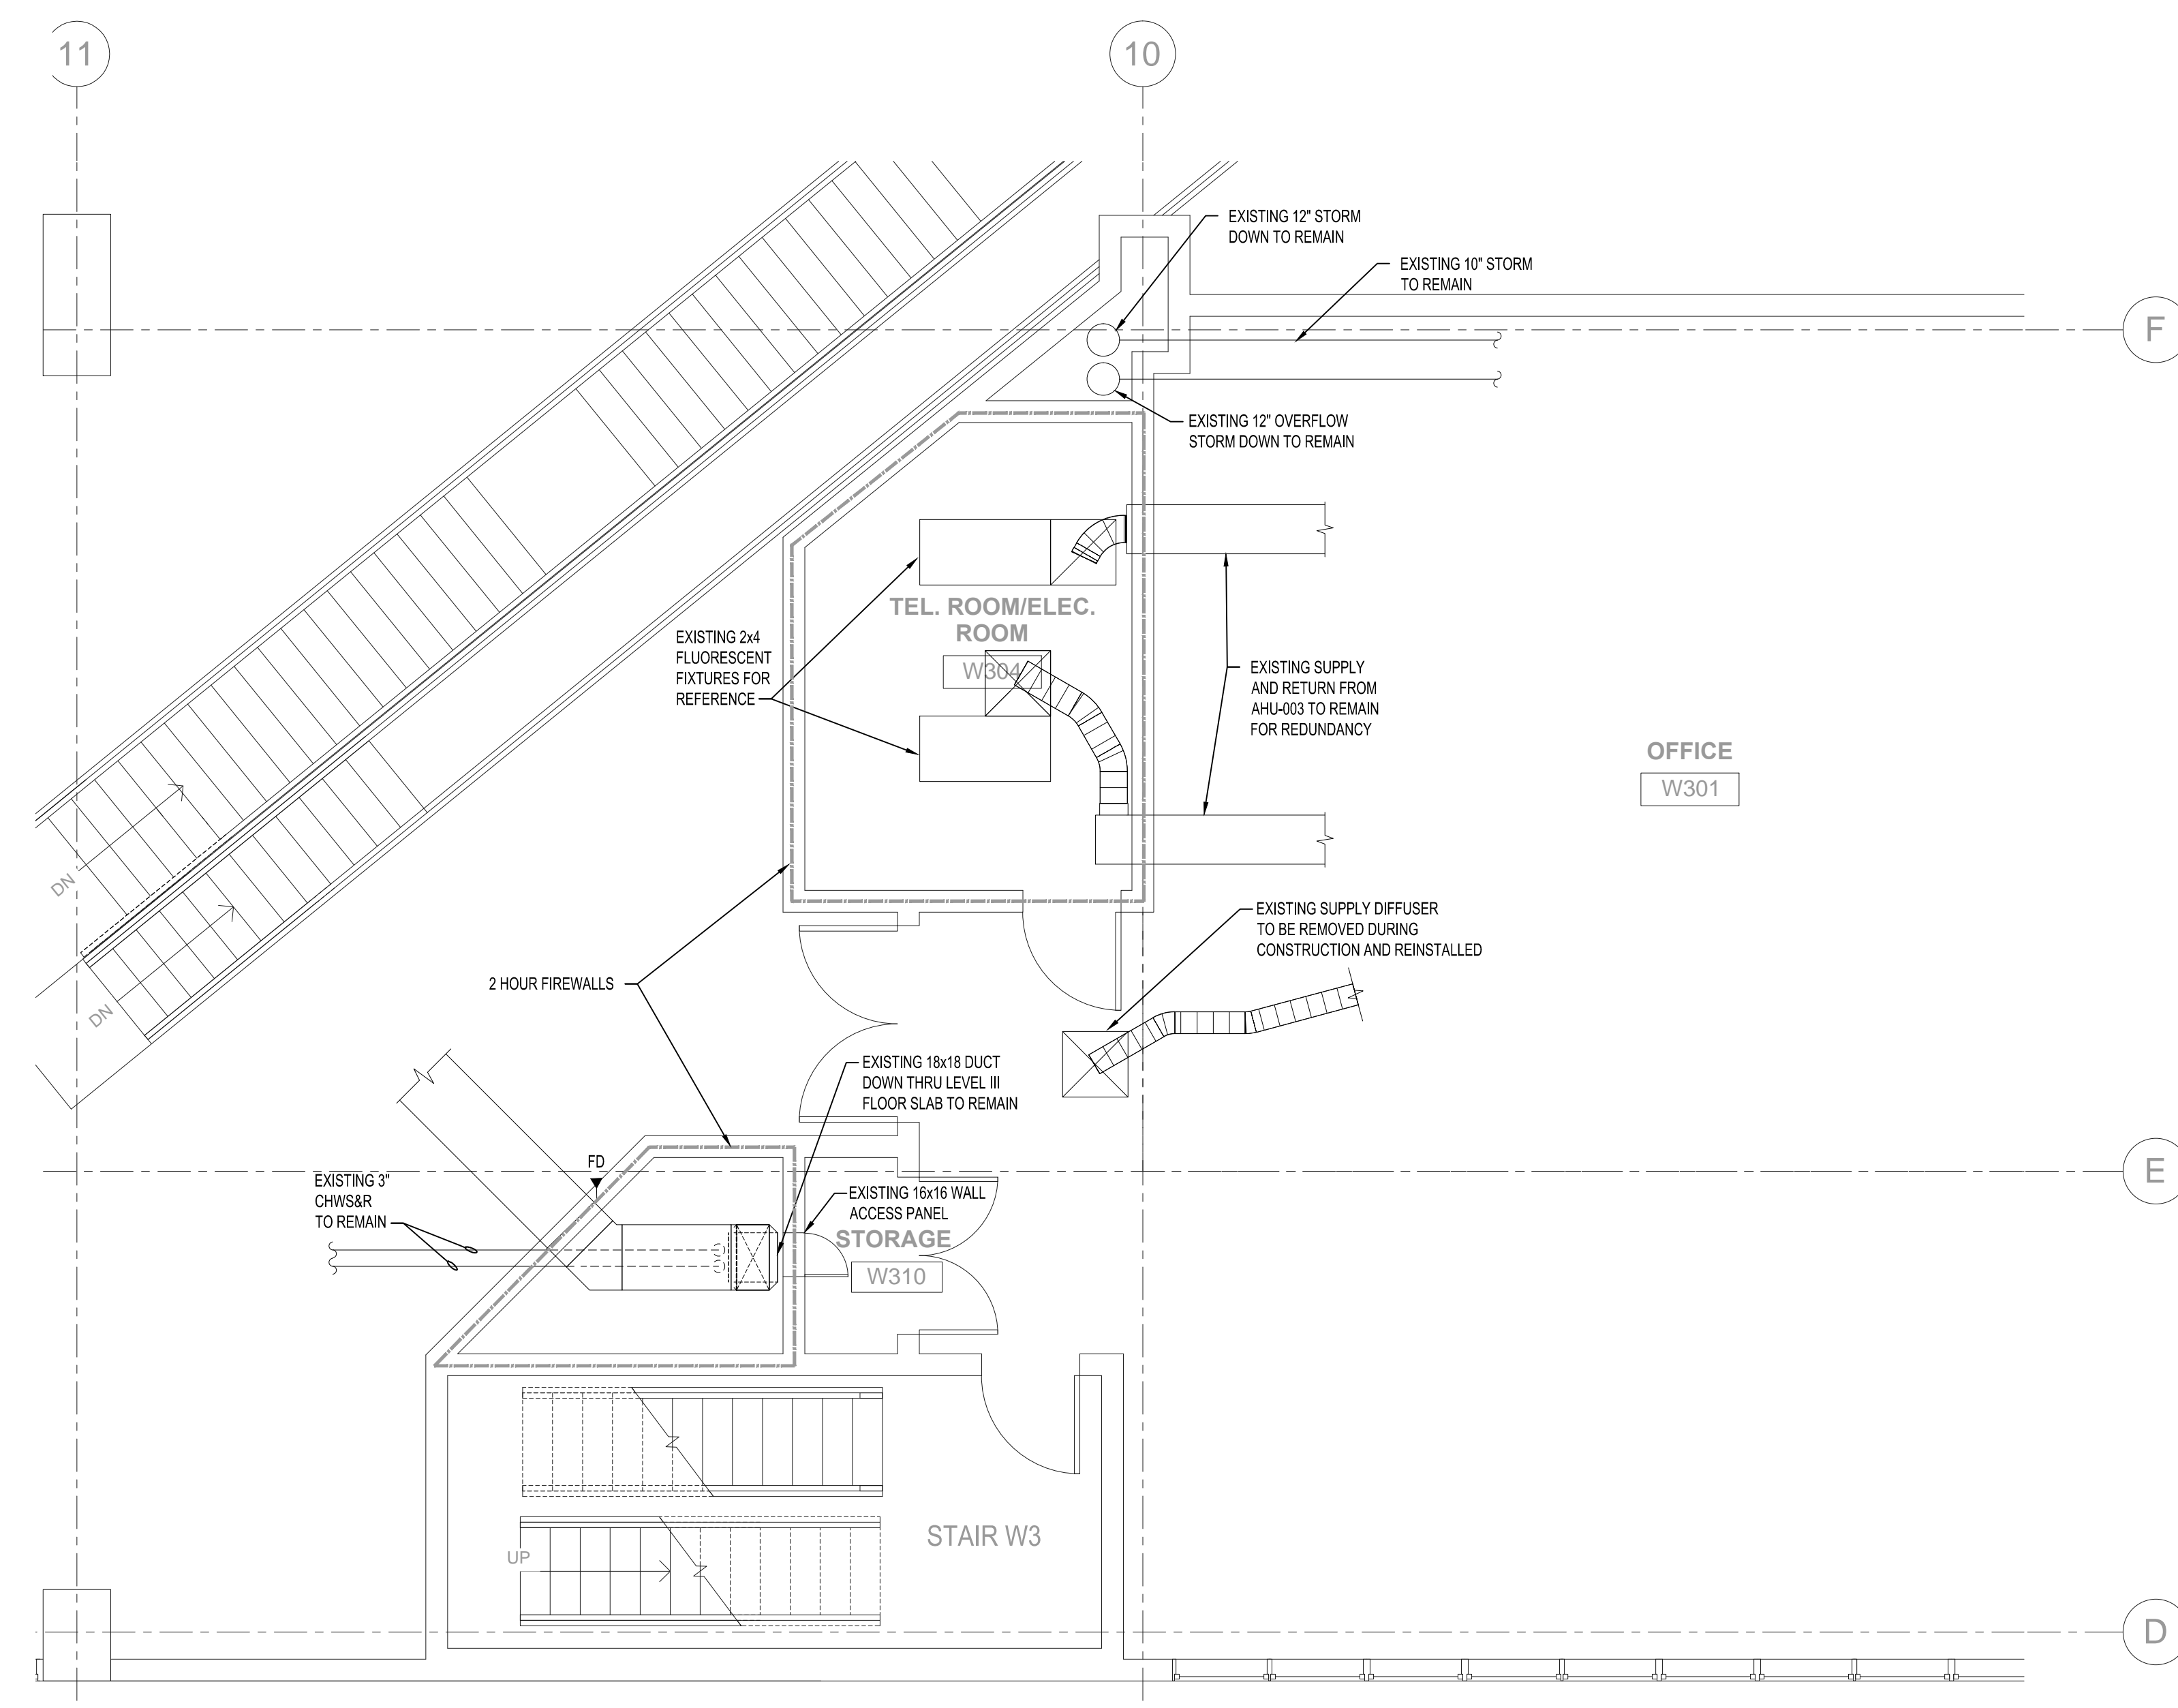 11
10
EXISTING 12" STORM
DOWN TO REMAIN
EXISTING 10" STORM
TO REMAIN
F
EXISTING 12" OVERFLOW
STORM DOWN TO REMAIN
TEL. ROOM/ELEC.
ROOM
W304
EXISTING 2x4
FLUORESCENT
FIXTURES FOR
REFERENCE
EXISTING SUPPLY
AND RETURN FROM
AHU-003 TO REMAIN
FOR REDUNDANCY
OFFICE
W301
DN
DN
EXISTING SUPPLY DIFFUSER
TO BE REMOVED DURING
CONSTRUCTION AND REINSTALLED
2 HOUR FIREWALLS
EXISTING 18x18 DUCT
DOWN THRU LEVEL III
FLOOR SLAB TO REMAIN
FD
E
EXISTING 3"
CHWS&R
TO REMAIN
EXISTING 16x16 WALL
ACCESS PANEL
STORAGE
W310
STAIR W3
UP
D